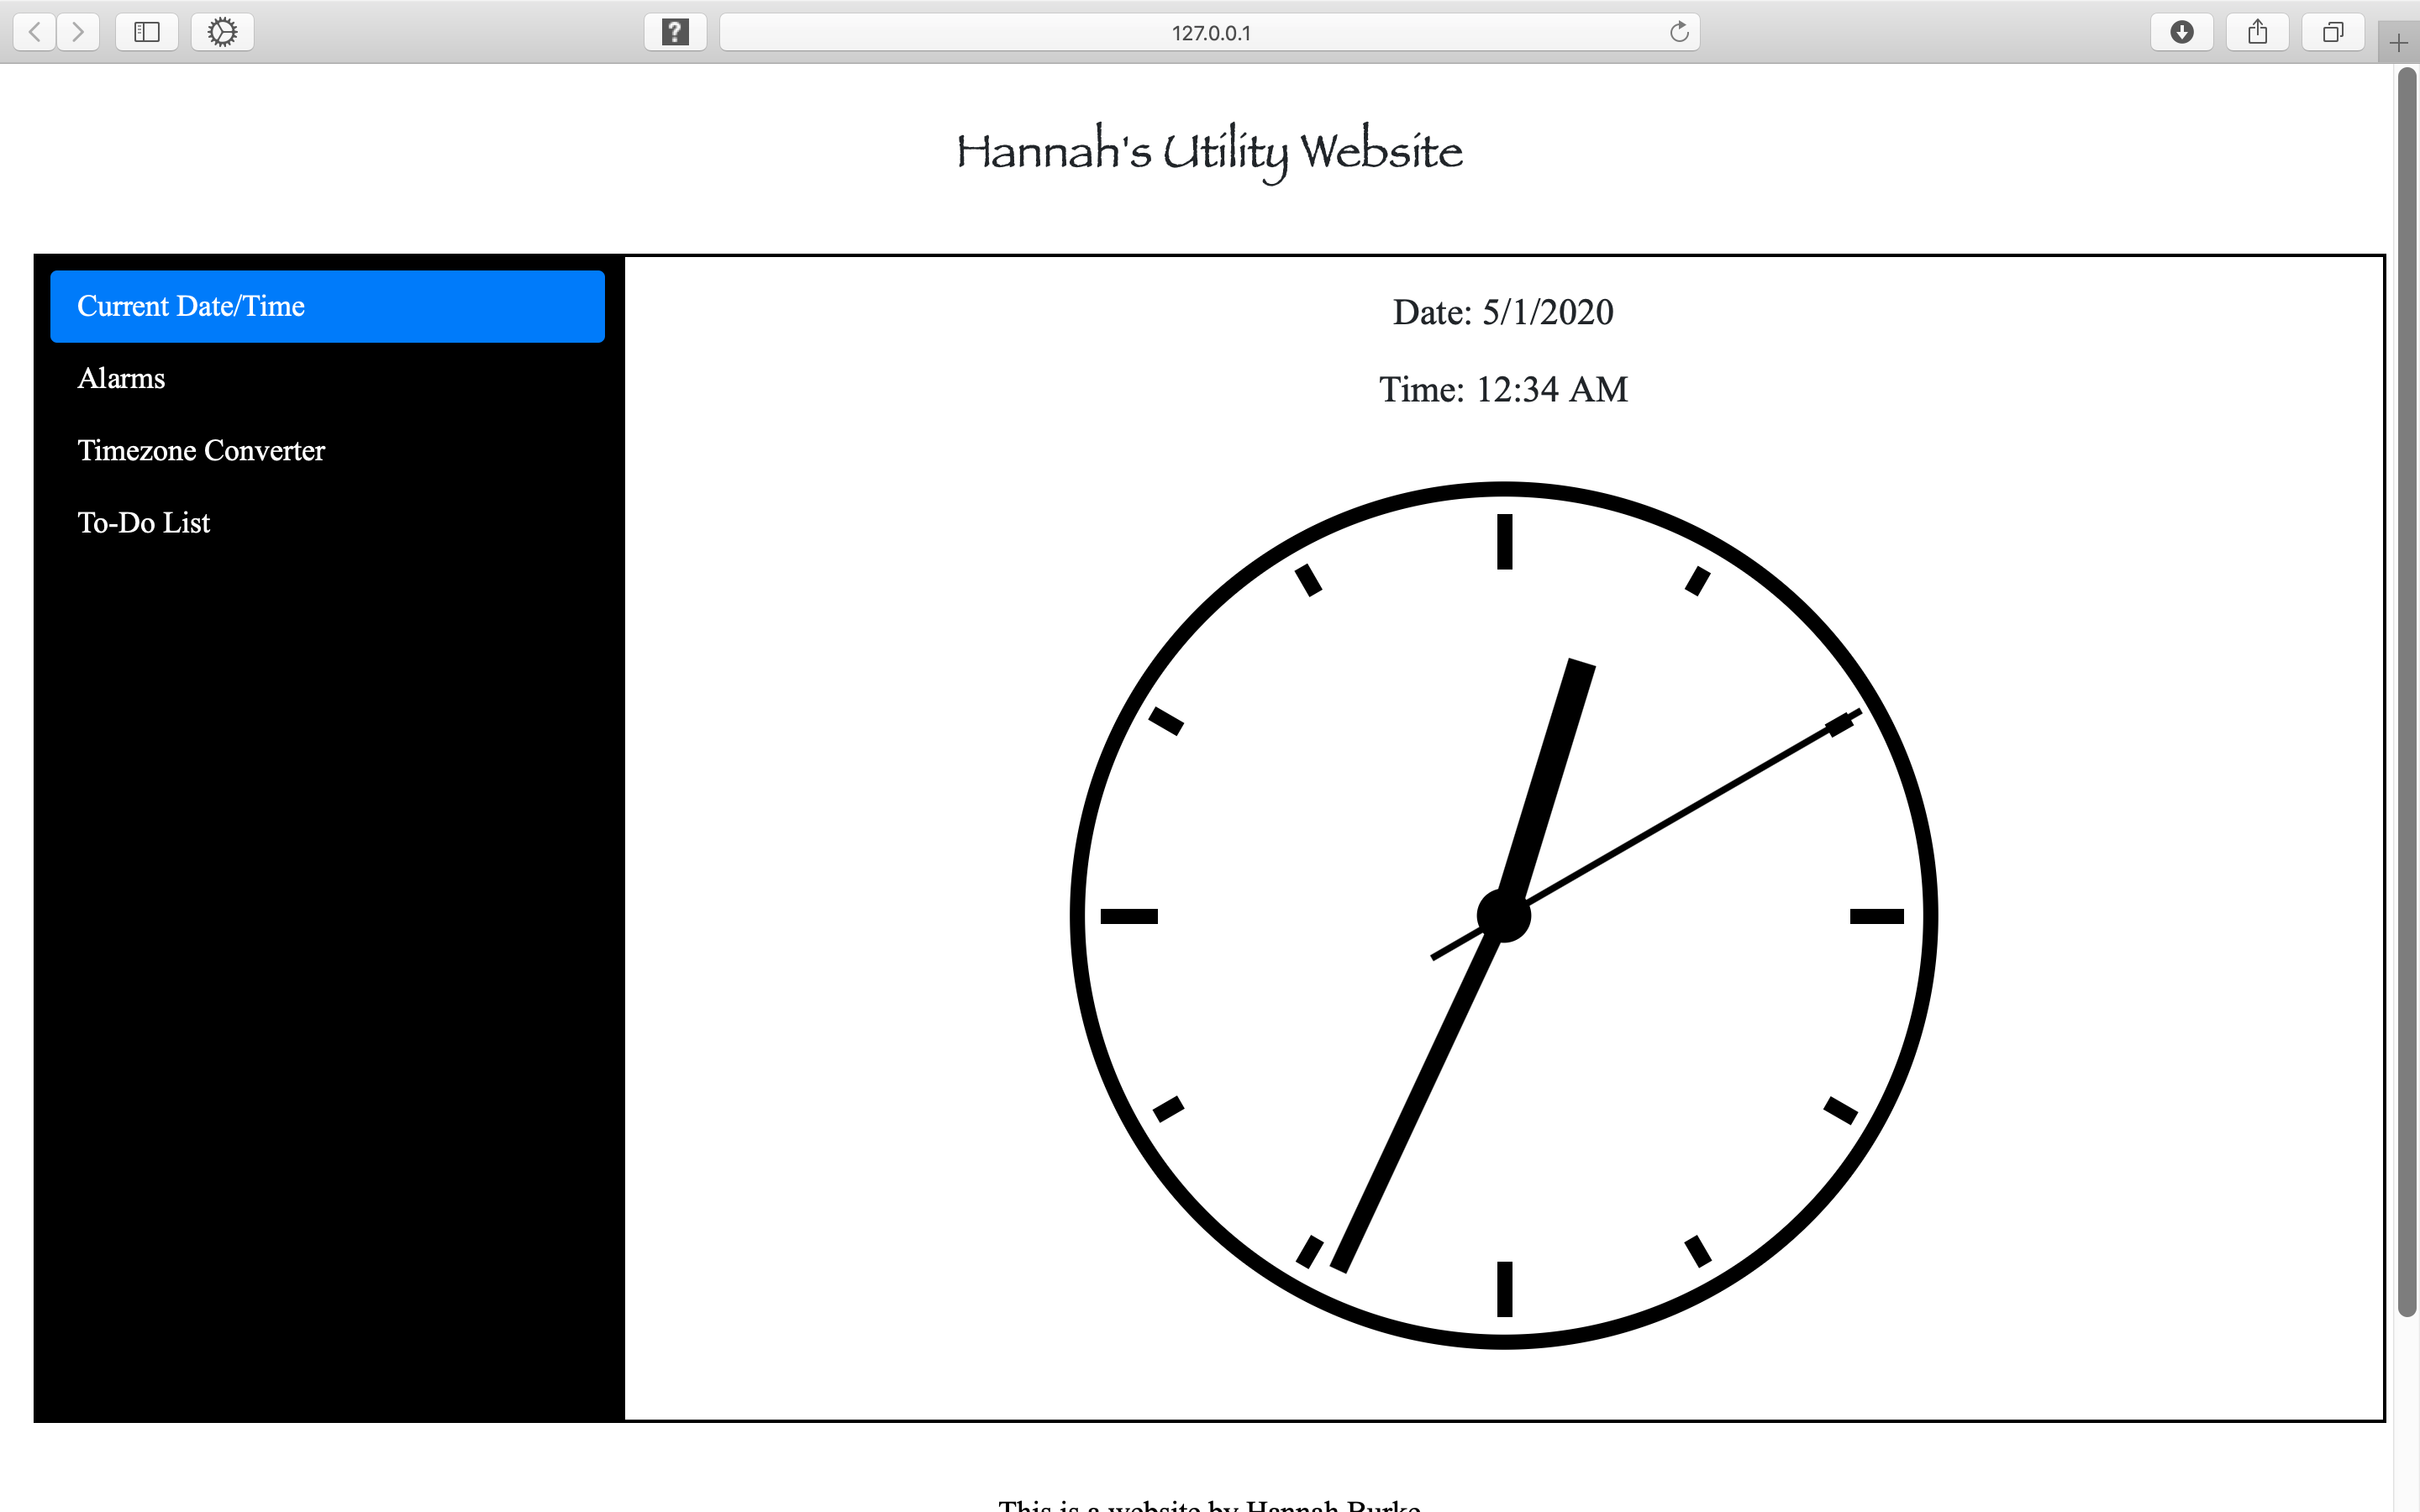 127.0.0.1
Hannah's Utility Website
Current Date/Time
Alarms
Timezone Converter
To-Do List
Date: 5/1/2020
Time: 12:34 AM
This is a website by Hannah Burke